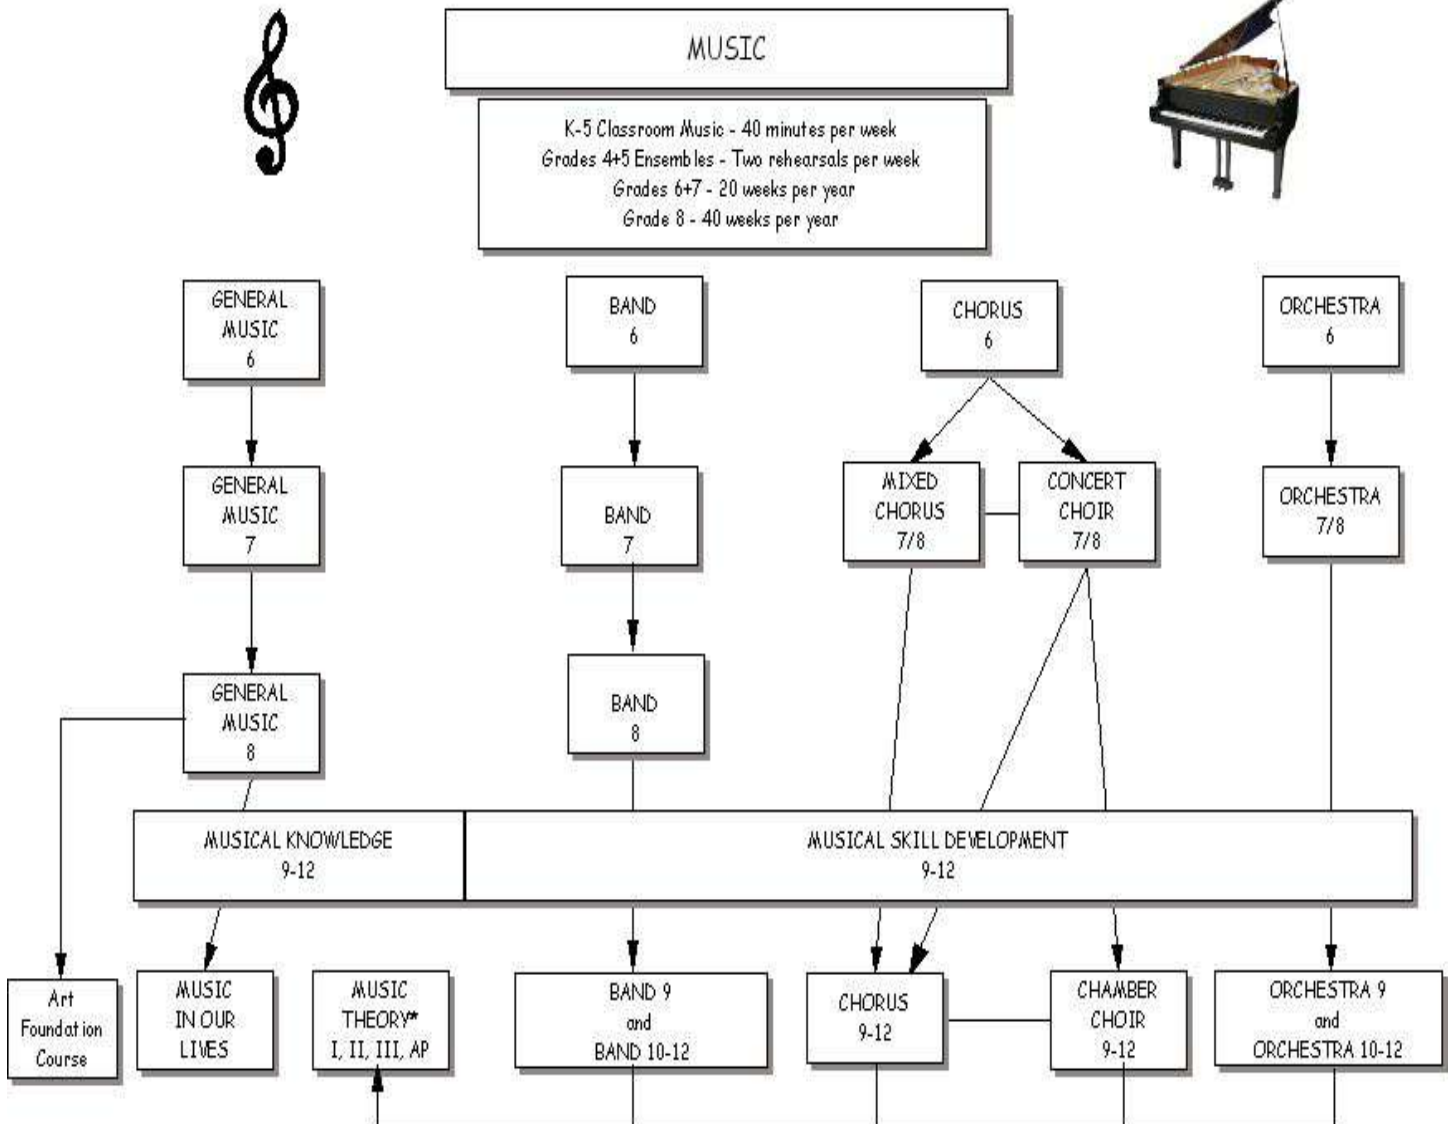 MUSIC
K-5 Classroom Music - 40 minutes per week
Grades 4+5 Ensembles - Two rehearsals per week
Grades 6+7 - 20 weeks per year
Grade 8 - 40 weeks per year
GENERAL
MUSIC
6
BAND
6
CHORUS
6
ORCHESTRA
6
GENERAL
MUSIC
7
BAND
7
MIXED
CHORUS
7/8
CONCERT
CHOIR
7/8
ORCHESTRA
7/8
GENERAL
MUSIC
8
BAND
8
MUSICAL KNOWLEDGE
9-12
MUSICAL SKILL DEVELOPMENT
9-12
Art
Foundation
Course
MUSIC
IN OUR
LIVES
MUSIC
THEORY*
I, II, III, AP
BAND 9
and
BAND 10-12
CHORUS
9-12
CHAMBER
CHOIR
9-12
ORCHESTRA 9
and
ORCHESTRA 10-12